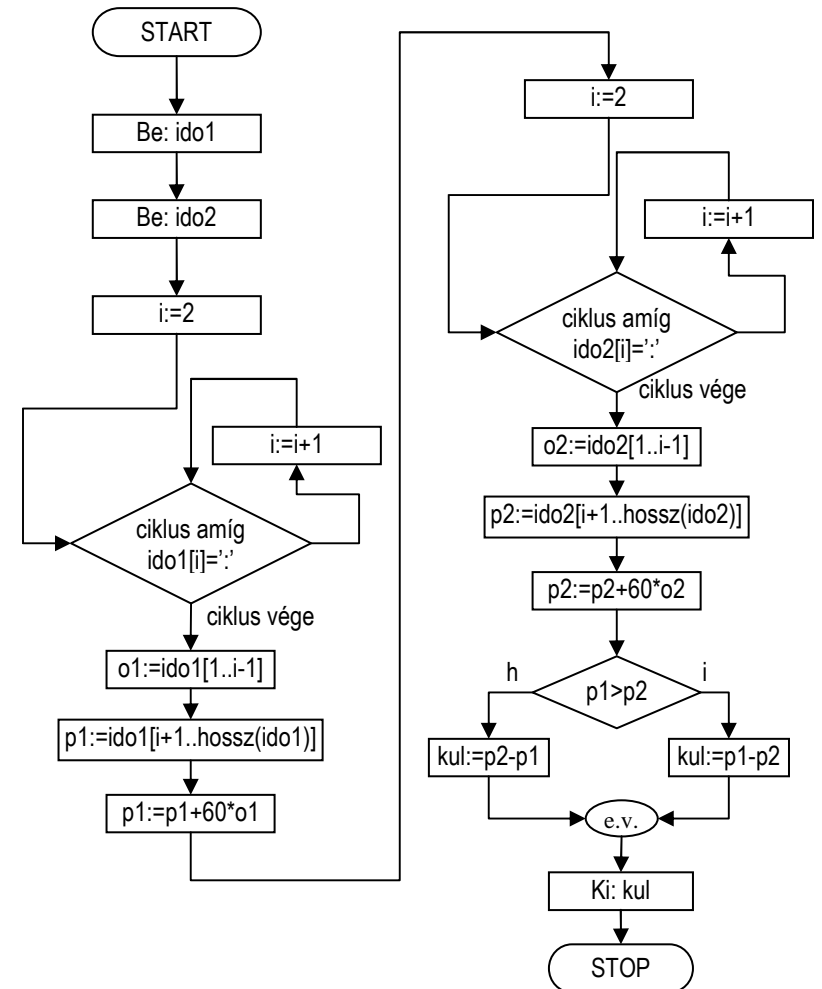 START
Be: ido1
Be: ido2
i:=2
i:=i+1
ciklus amíg
ido1[i]=':'
ciklus vége
o1:=ido1[1..i-1]
p1:=ido1[i+1..hossz(ido1)]
p1:=p1+60*o1
i:=2
i:=i+1
ciklus amíg
ido2[i]=':'
ciklus vége
o2:=ido2[1..i-1]
p2:=ido2[i+1..hossz(ido2)]
p2:=p2+60*o2
h
p1>p2
i
kul:=p2-p1
kul:=p1-p2
e.v.
Ki: kul
STOP